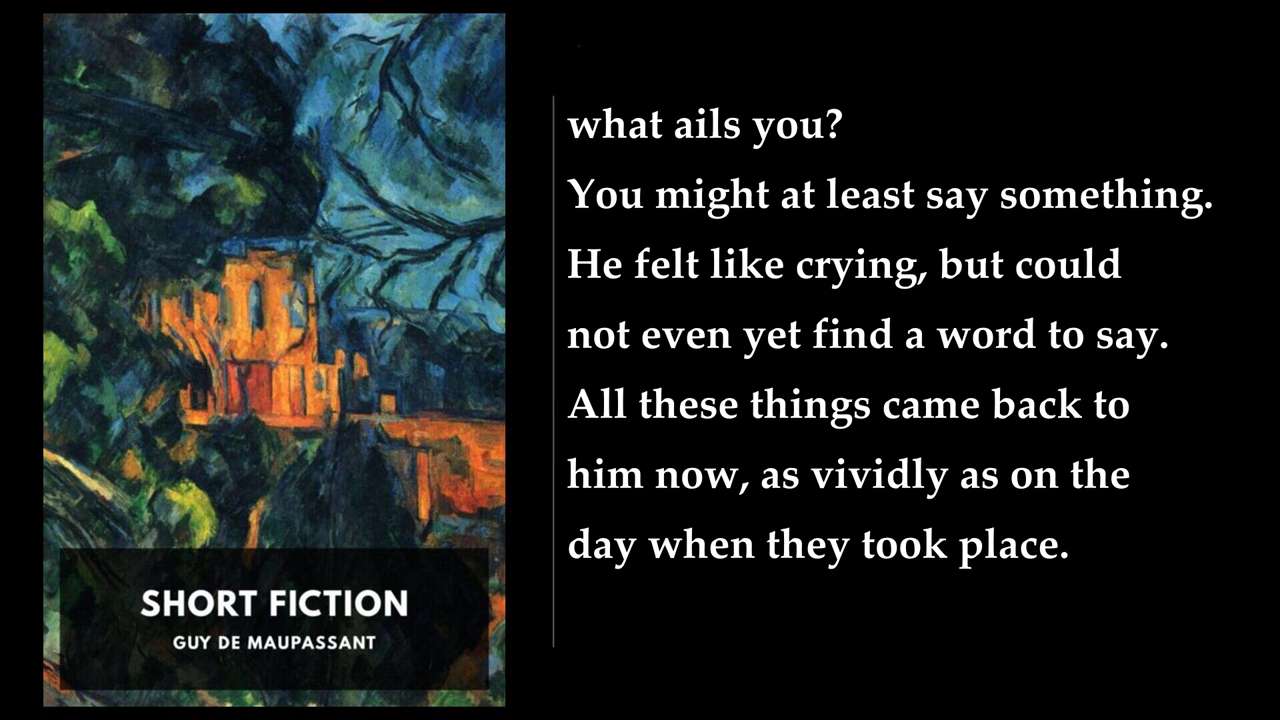 SHORT FICTION
GUY DE MAUPASSANT
what ails you?
You might at least say something.
He felt like crying, but could
not even yet find a word to say.
All these things came back to
him now, as vividly as on the
day when they took place.